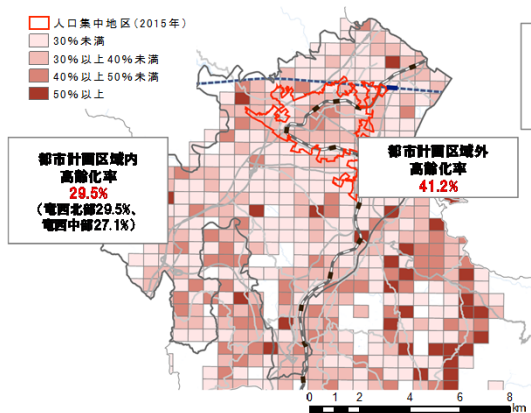 人口集中地区(2015年)
30%未満
30%以上40%未満
40%以上50%未満
50%以上
都市計画区域内
高齢化率
29.5%
(竜西北部29.5%、
竜西中部27.1%)
都市計画区域外
高齢化率
41.2%
0 1 2 4 6 8
km